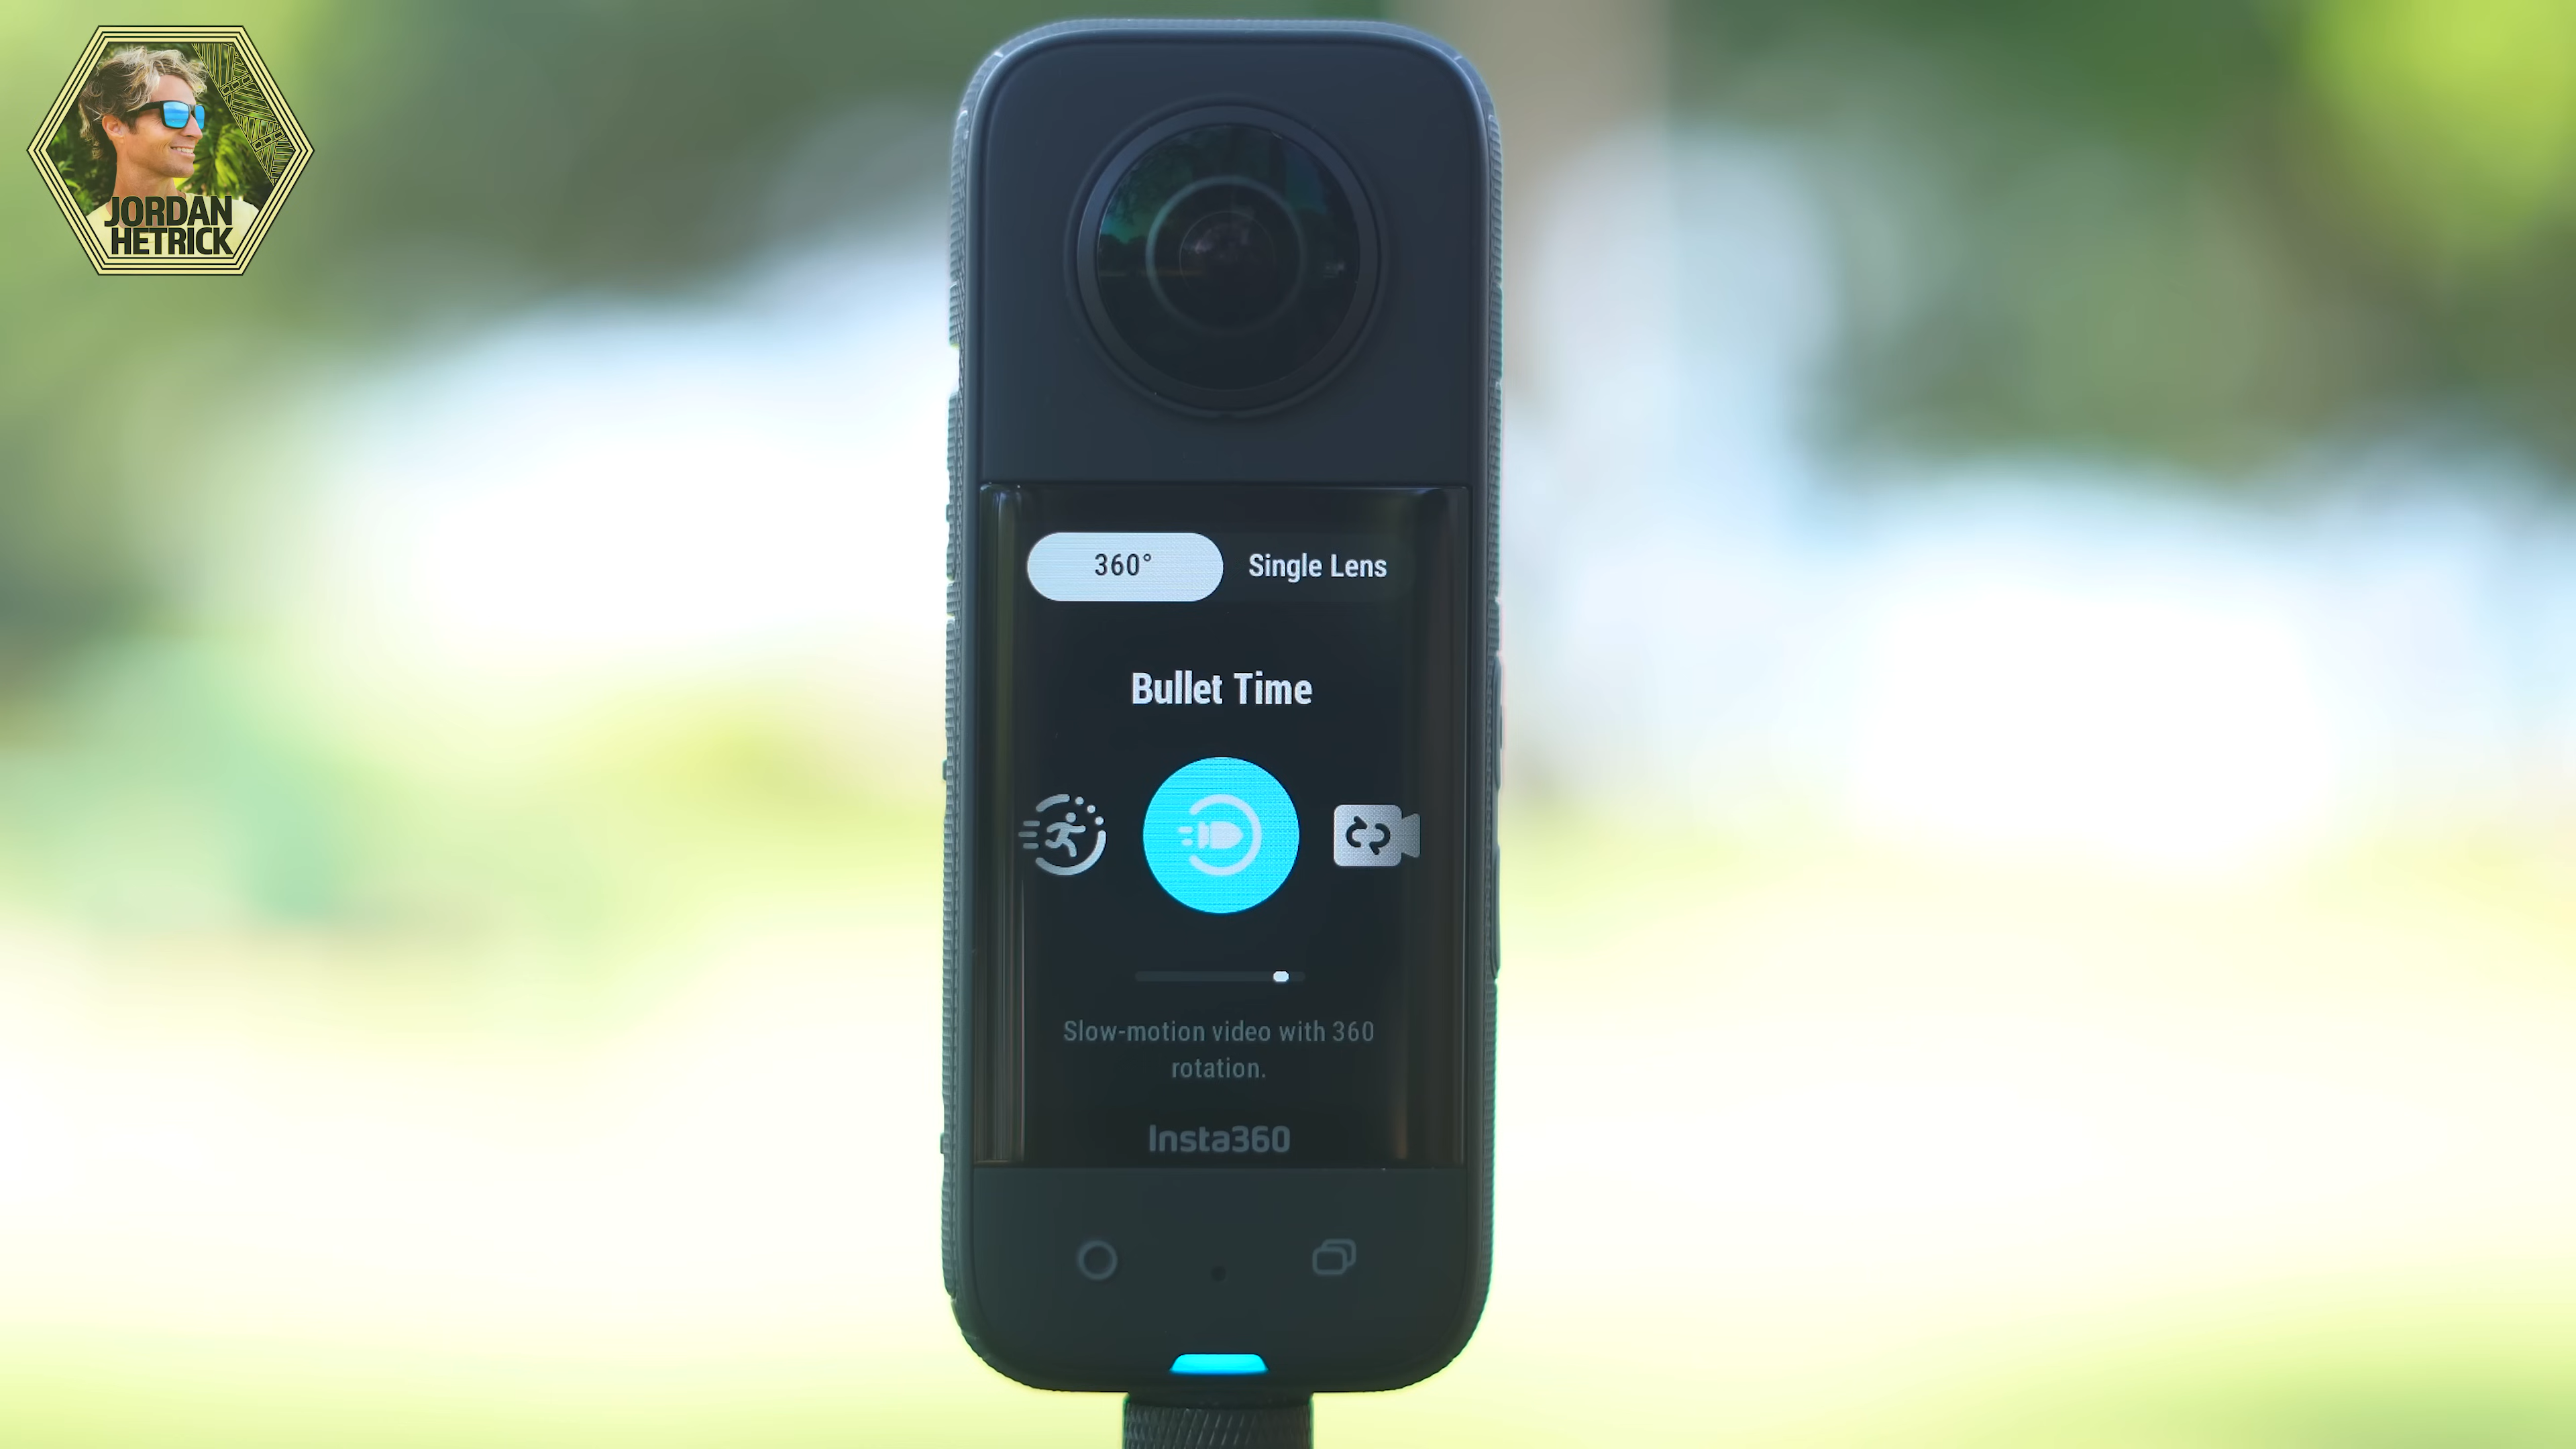 JORDAN
HETRICK
360°
Single Lens
Bullet Time
Slow-motion video with 360
rotation.
Insta360